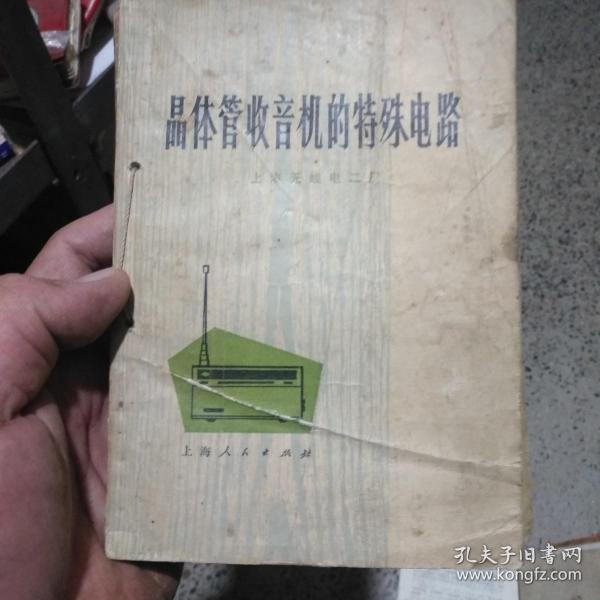 晶体管收音机的特殊电路
上海无线电二厂
上海人民出版社
孔夫子旧书网
www.kongfz.com